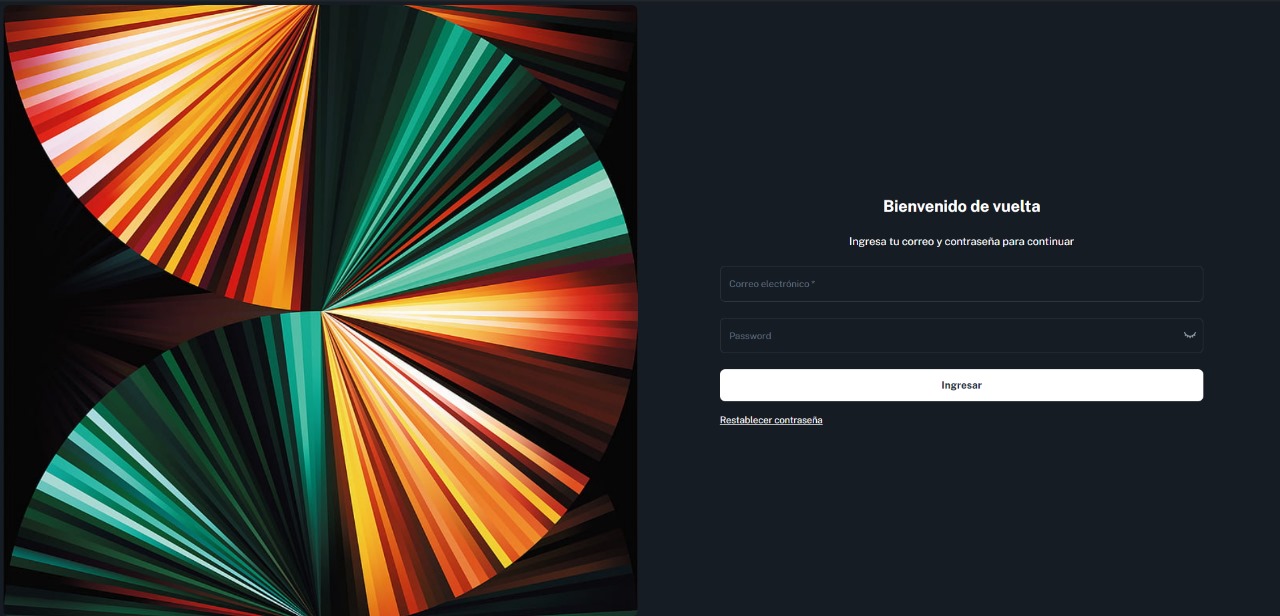 Bienvenido de vuelta
Ingresa tu correo y contraseña para continuar
Correo electrónico *
Password
Ingresar
Restablecer contraseña